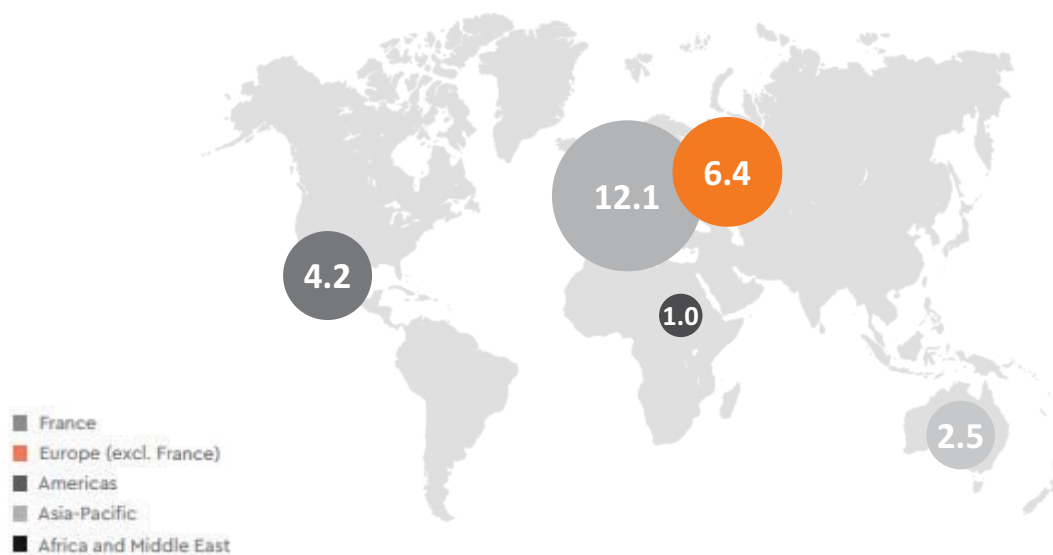 12.1
6.4
4.2
1.0
2.5
France
Europe (excl. France)
Americas
Asia-Pacific
Africa and Middle East